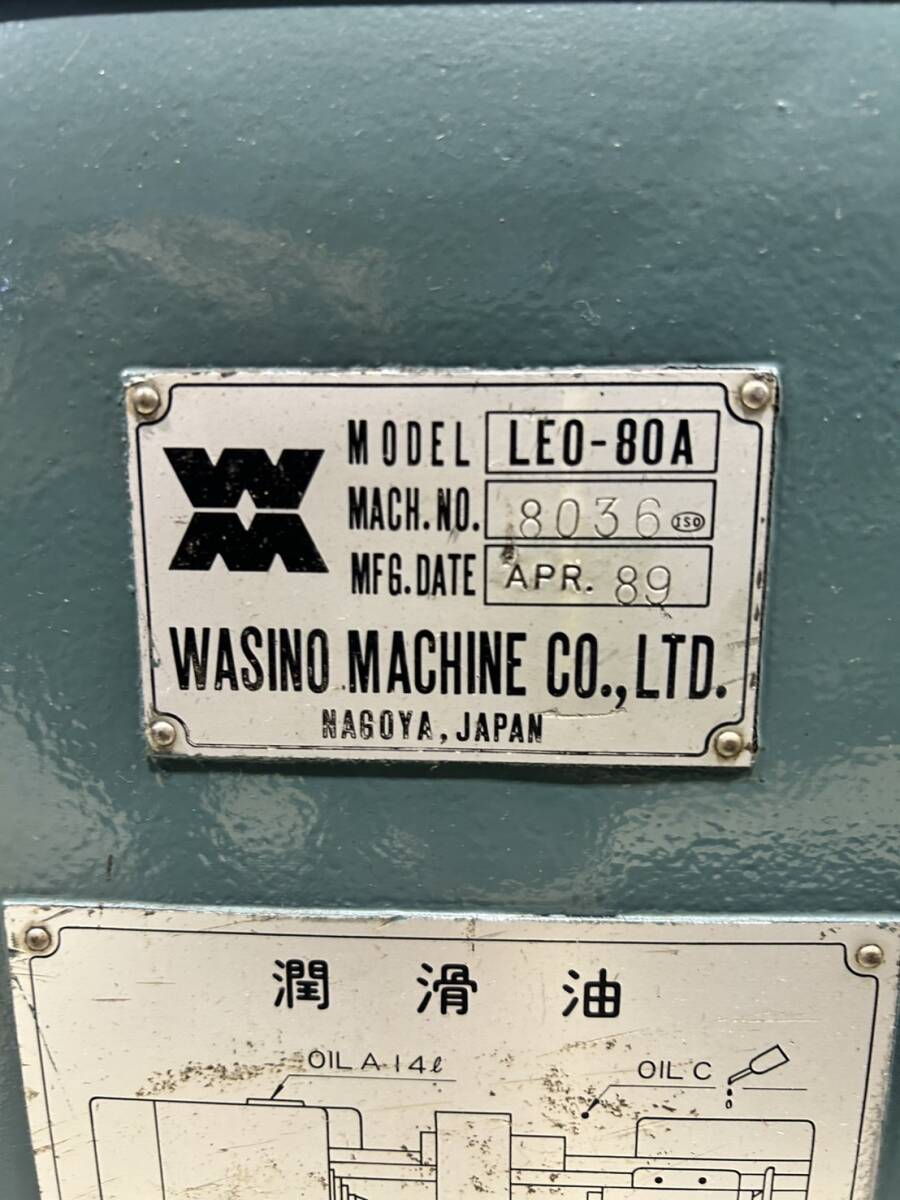 MODEL LEO-80A
MACH.NO. 8036 ISO
MFG.DATE APR. 89
WASINO MACHINE CO.,LTD.
NAGOYA, JAPAN
潤滑油
OIL A 14ℓ
OIL C